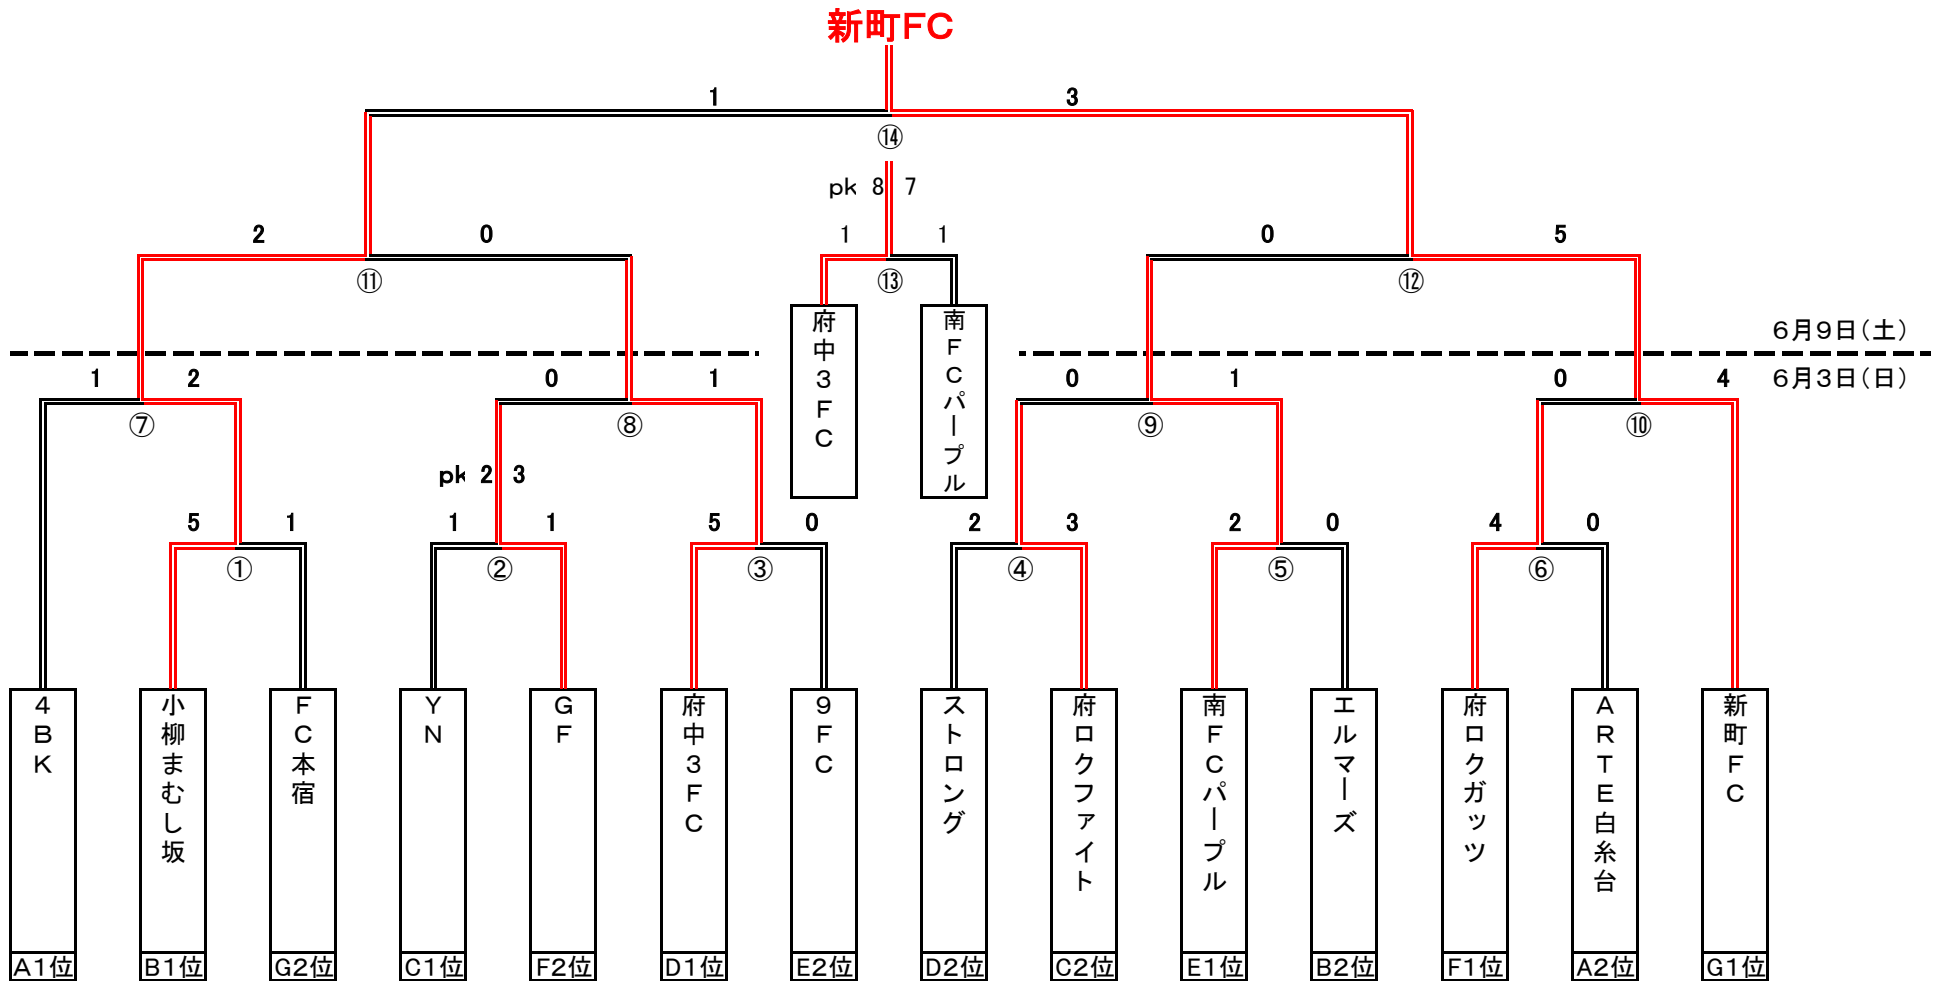 新町FC
1 3
⑭
pk 8 7
2 0 1 1 0 5
⑪ ⑬ ⑫
府中3FC
南FCパープル
6月9日(土)
6月3日(日)
1 2 0 1 0 1 0 4
⑦ ⑧ ⑨ ⑩
pk 2 3
5 1 1 1 5 0 2 3 2 0 4 0
① ② ③ ④ ⑤ ⑥
4BK
小柳まむし坂
FC本宿
YN
GF
府中3FC
9FC
ストロング
府ロクファイト
南FCパープル
エルマーズ
府ロクガッツ
ARTE白糸台
新町FC
A1位 B1位 G2位 C1位 F2位 D1位 E2位 D2位 C2位 E1位 B2位 F1位 A2位 G1位